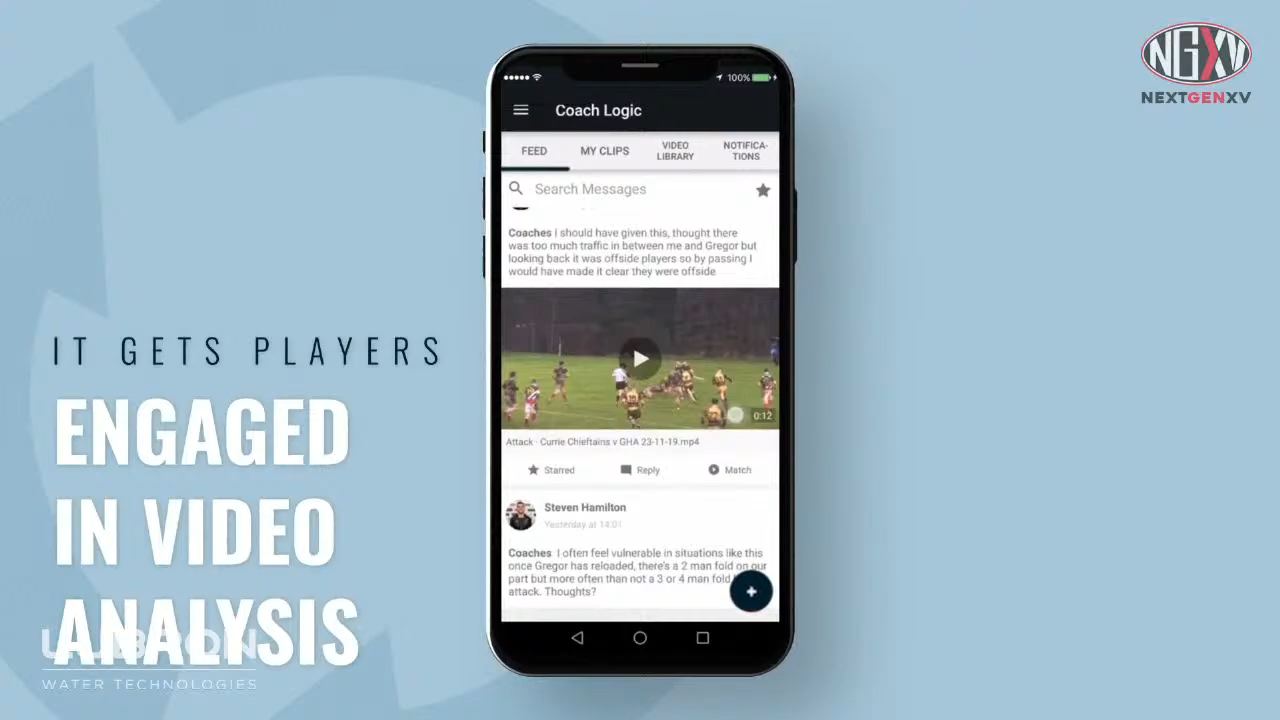 NGXV
NEXTGENXV
100%
Coach Logic
FEED
MY CLIPS
VIDEO
LIBRARY
NOTIFICA-
TIONS
Search Messages
Coaches I should have given this, thought there
was too much traffic in between me and Gregor but
looking back it was offside players so by passing I
would have made it clear they were offside
0:12
Attack - Currie Chieftains v GHA 23-11-19.mp4
Starred
Reply
Match
Steven Hamilton
Yesterday at 14:01
Coaches I often feel vulnerable in situations like this
once Gregor has reloaded, there's a 2 man fold on our
part but more often than not a 3 or 4 man fold
attack. Thoughts?
IT GETS PLAYERS
ENGAGED
IN VIDEO
ANALYSIS
WATER TECHNOLOGIES